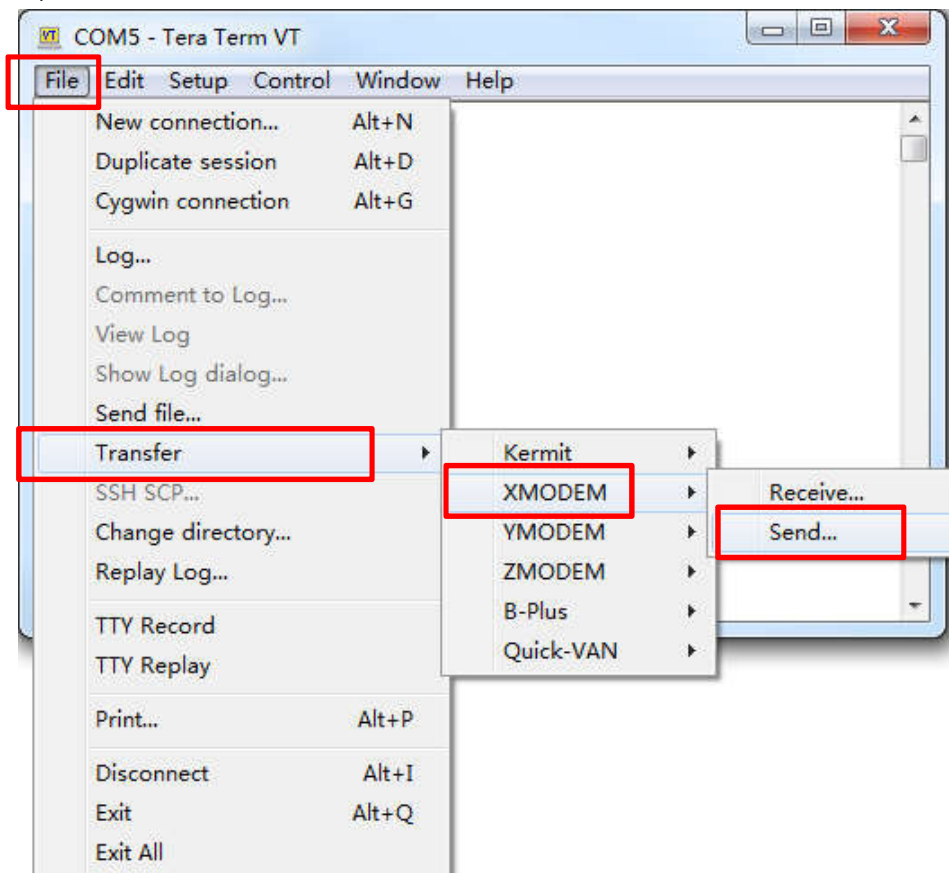 COM5 - Tera Term VT
File Edit Setup Control Window Help
New connection... Alt+N
Duplicate session Alt+D
Cygwin connection Alt+G
Log...
Comment to Log...
View Log
Show Log dialog...
Send file...
Transfer
SSH SCP...
Change directory...
Replay Log...
TTY Record
TTY Replay
Print... Alt+P
Disconnect Alt+I
Exit Alt+Q
Exit All
Kermit
XMODEM
YMODEM
ZMODEM
B-Plus
Quick-VAN
Receive...
Send...